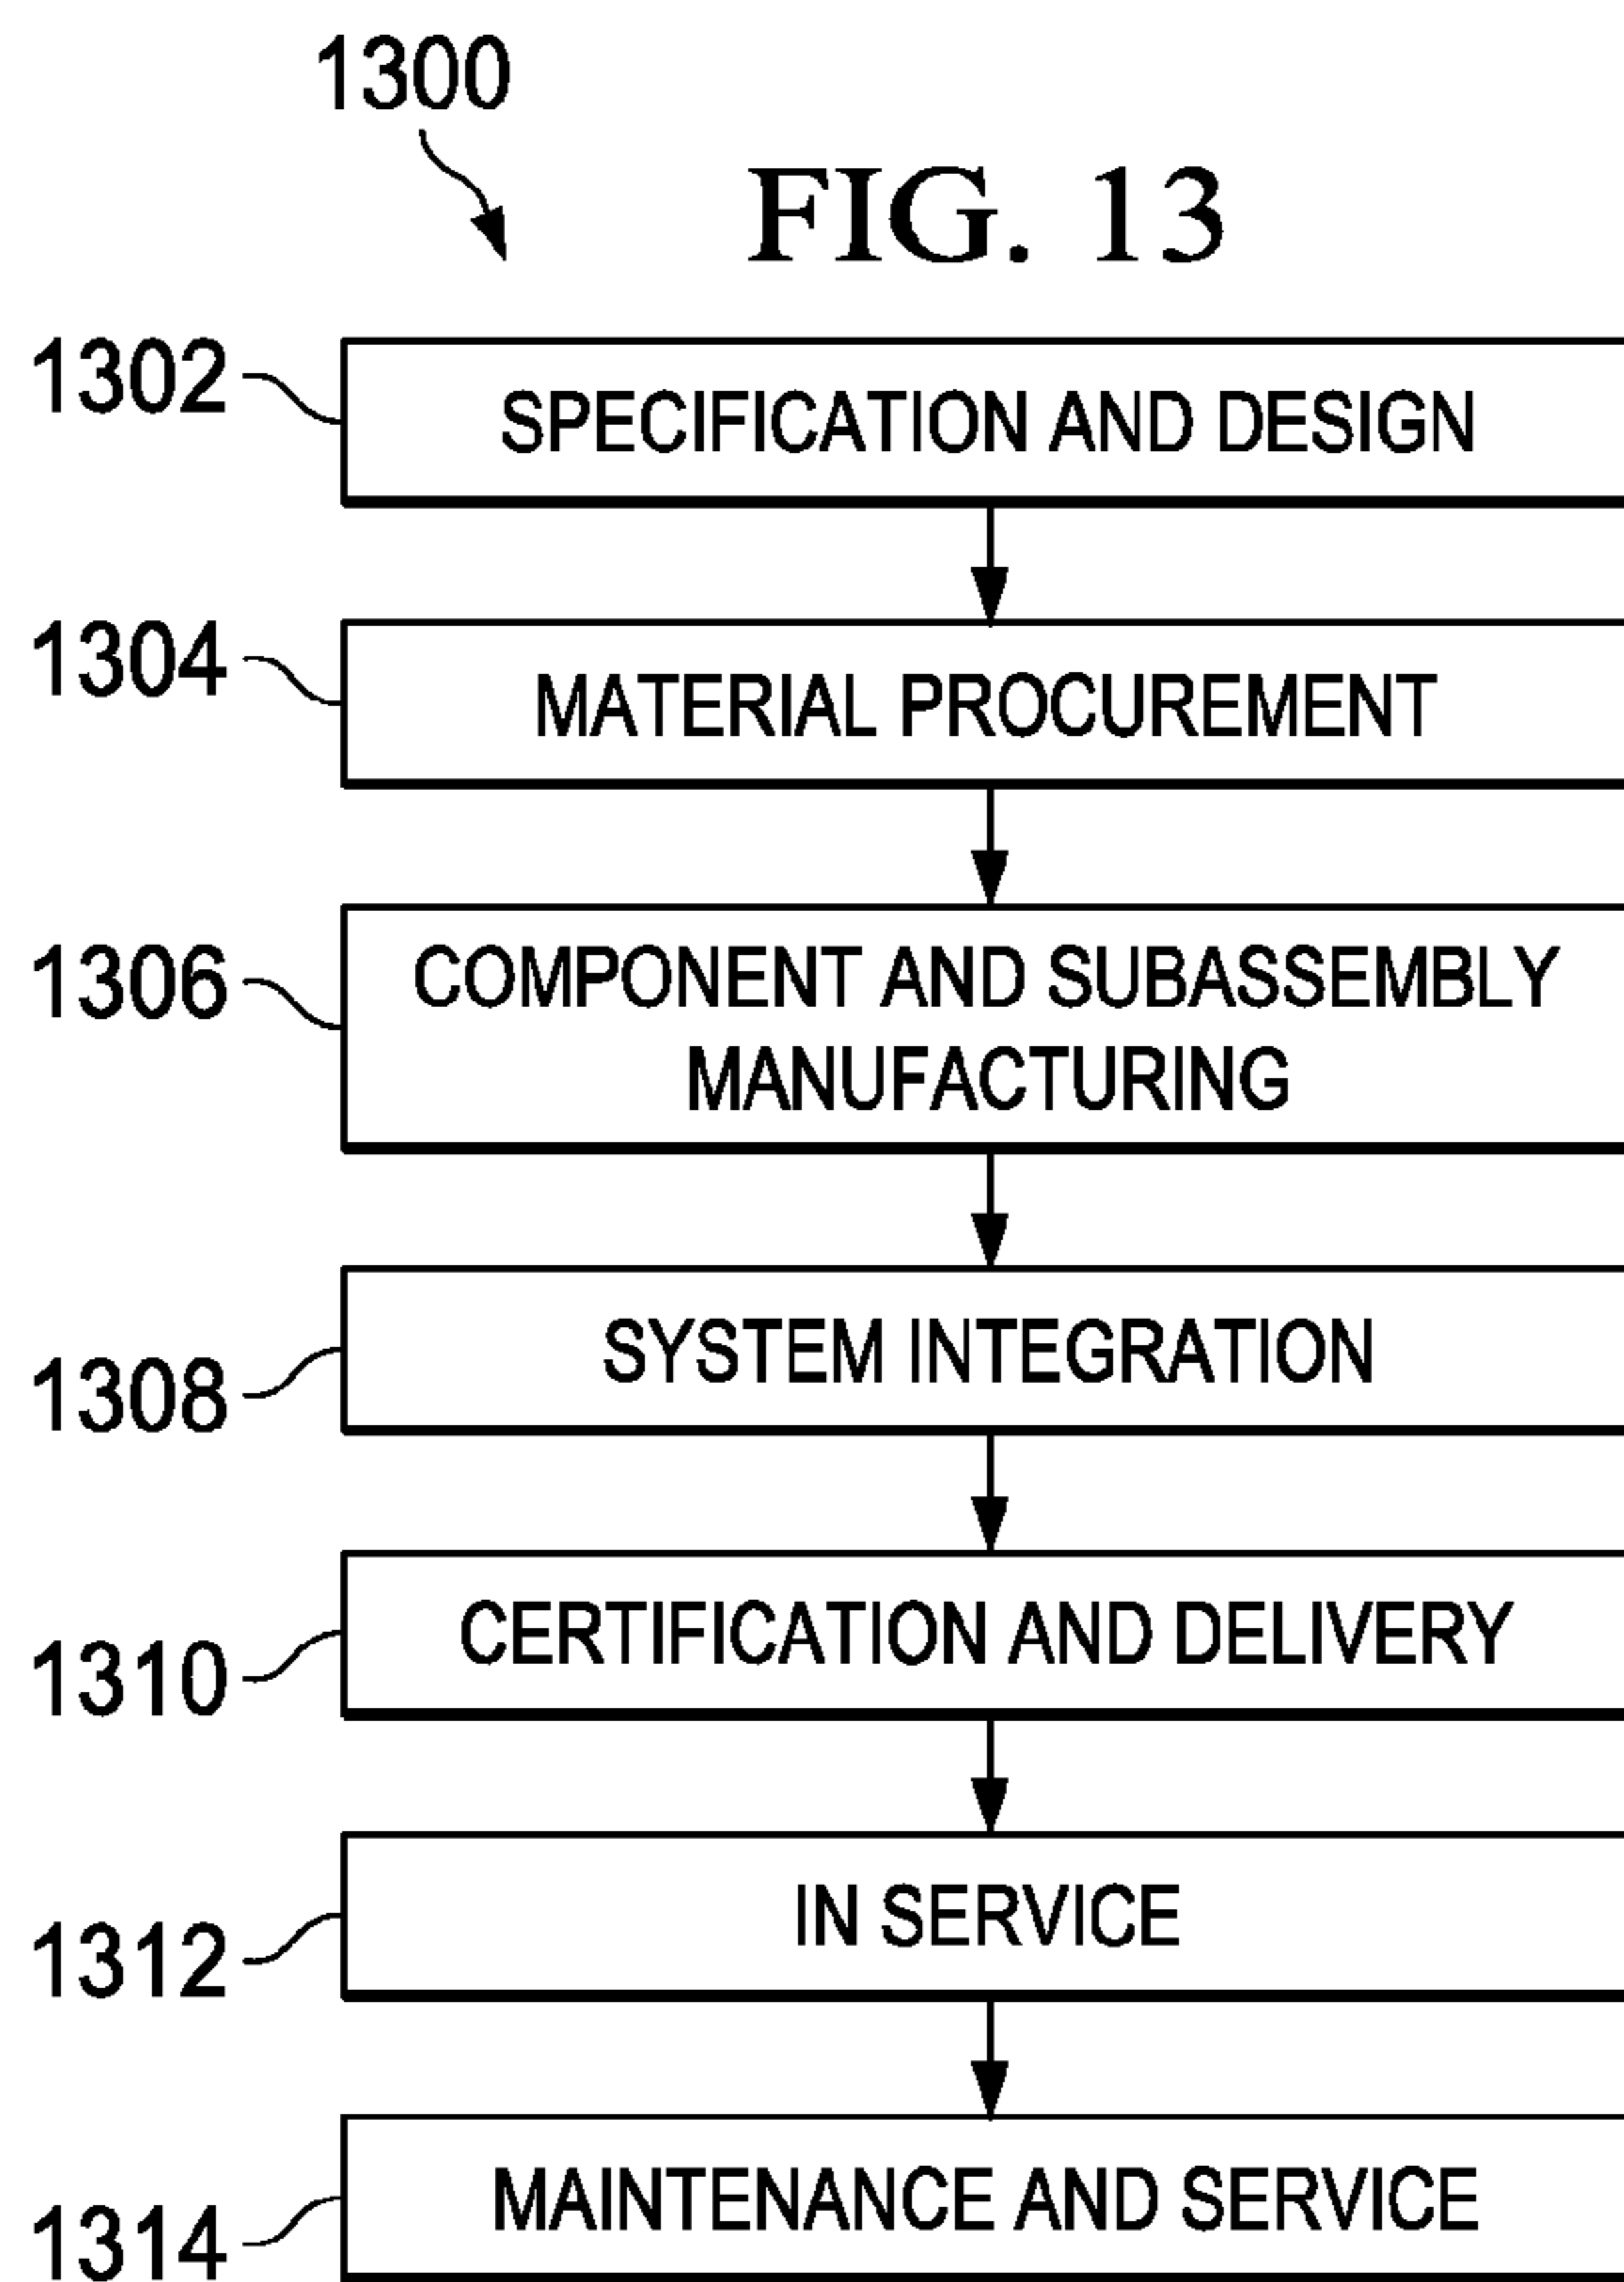 1300
FIG. 13
1302
SPECIFICATION AND DESIGN
1304
MATERIAL PROCUREMENT
1306
COMPONENT AND SUBASSEMBLY
MANUFACTURING
1308
SYSTEM INTEGRATION
1310
CERTIFICATION AND DELIVERY
1312
IN SERVICE
1314
MAINTENANCE AND SERVICE